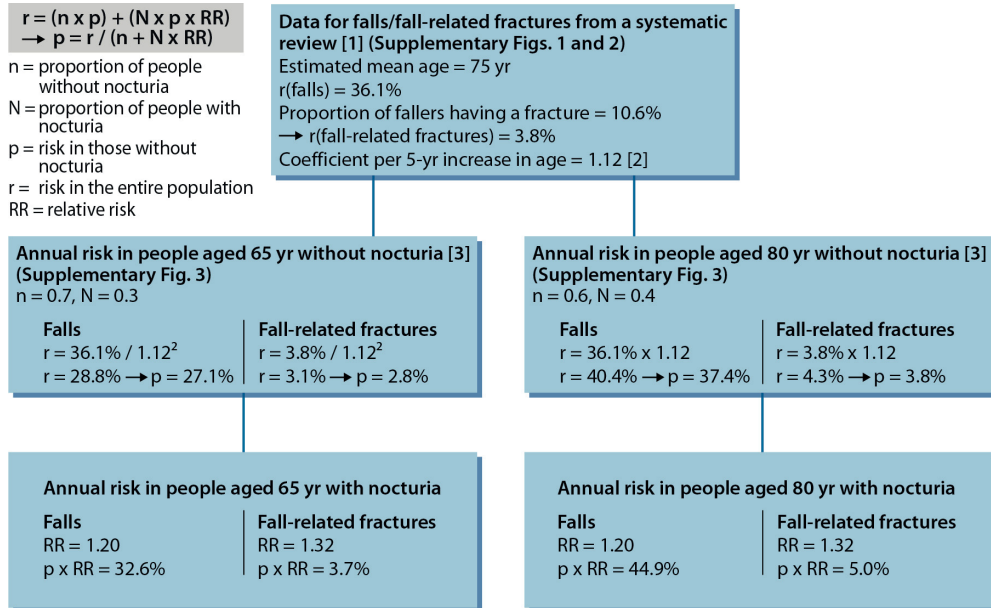 r = (n x p) + (N x p x RR)
→ p = r / (n + N x RR)
n = proportion of people
without nocturia
N = proportion of people with
nocturia
p = risk in those without
nocturia
r = risk in the entire population
RR = relative risk
Data for falls/fall-related fractures from a systematic
review [1] (Supplementary Figs. 1 and 2)
Estimated mean age = 75 yr
r(falls) = 36.1%
Proportion of fallers having a fracture = 10.6%
→ r(fall-related fractures) = 3.8%
Coefficient per 5-yr increase in age = 1.12 [2]
Annual risk in people aged 65 yr without nocturia [3]
(Supplementary Fig. 3)
n = 0.7, N = 0.3
Falls
r = 36.1% / 1.12²
r = 28.8% → p = 27.1%
Fall-related fractures
r = 3.8% / 1.12²
r = 3.1% → p = 2.8%
Annual risk in people aged 80 yr without nocturia [3]
(Supplementary Fig. 3)
n = 0.6, N = 0.4
Falls
r = 36.1% x 1.12
r = 40.4% → p = 37.4%
Fall-related fractures
r = 3.8% x 1.12
r = 4.3% → p = 3.8%
Annual risk in people aged 65 yr with nocturia
Falls
RR = 1.20
p x RR = 32.6%
Fall-related fractures
RR = 1.32
p x RR = 3.7%
Annual risk in people aged 80 yr with nocturia
Falls
RR = 1.20
p x RR = 44.9%
Fall-related fractures
RR = 1.32
p x RR = 5.0%